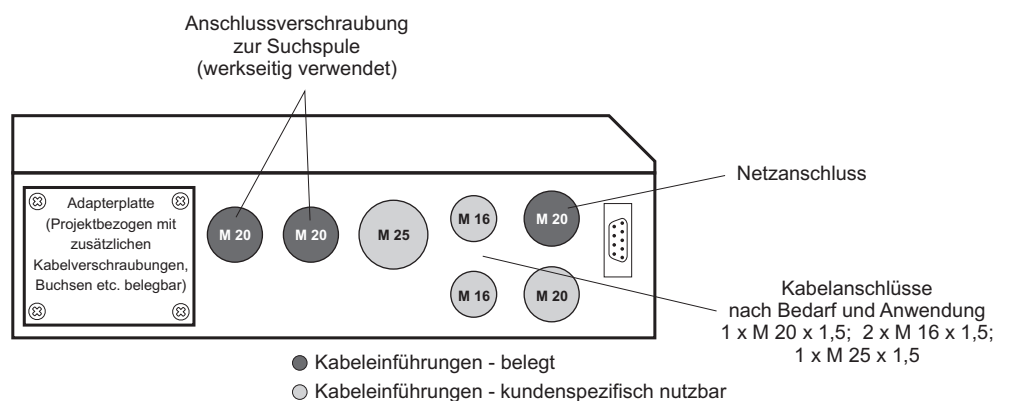 Anschlussverschraubung
zur Suchspule
(werkseitig verwendet)
Netzanschluss
Adapterplatte
(Projektbezogen mit
zusätzlichen
Kabelverschraubungen,
Buchsen etc. belegbar)
M 20
M 20
M 25
M 16
M 20
M 16
M 20
Kabelanschlüsse
nach Bedarf und Anwendung
1 x M 20 x 1,5; 2 x M 16 x 1,5;
1 x M 25 x 1,5
Kabeleinführungen - belegt
Kabeleinführungen - kundenspezifisch nutzbar